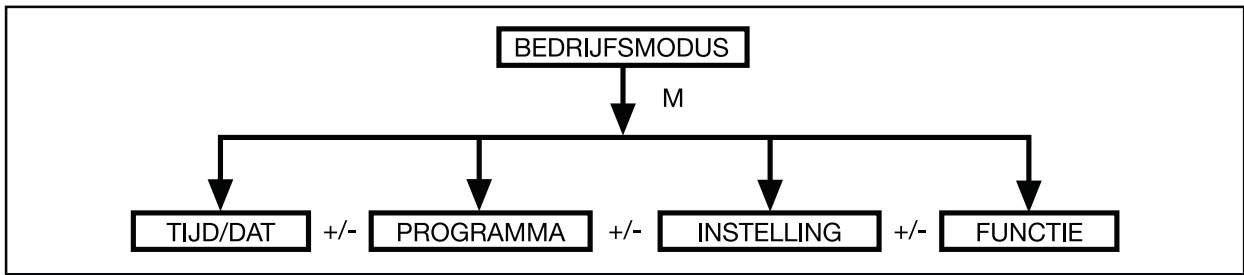 BEDRIJFSMODUS
M
TIJD/DAT +/- PROGRAMMA +/- INSTELLING +/- FUNCTIE